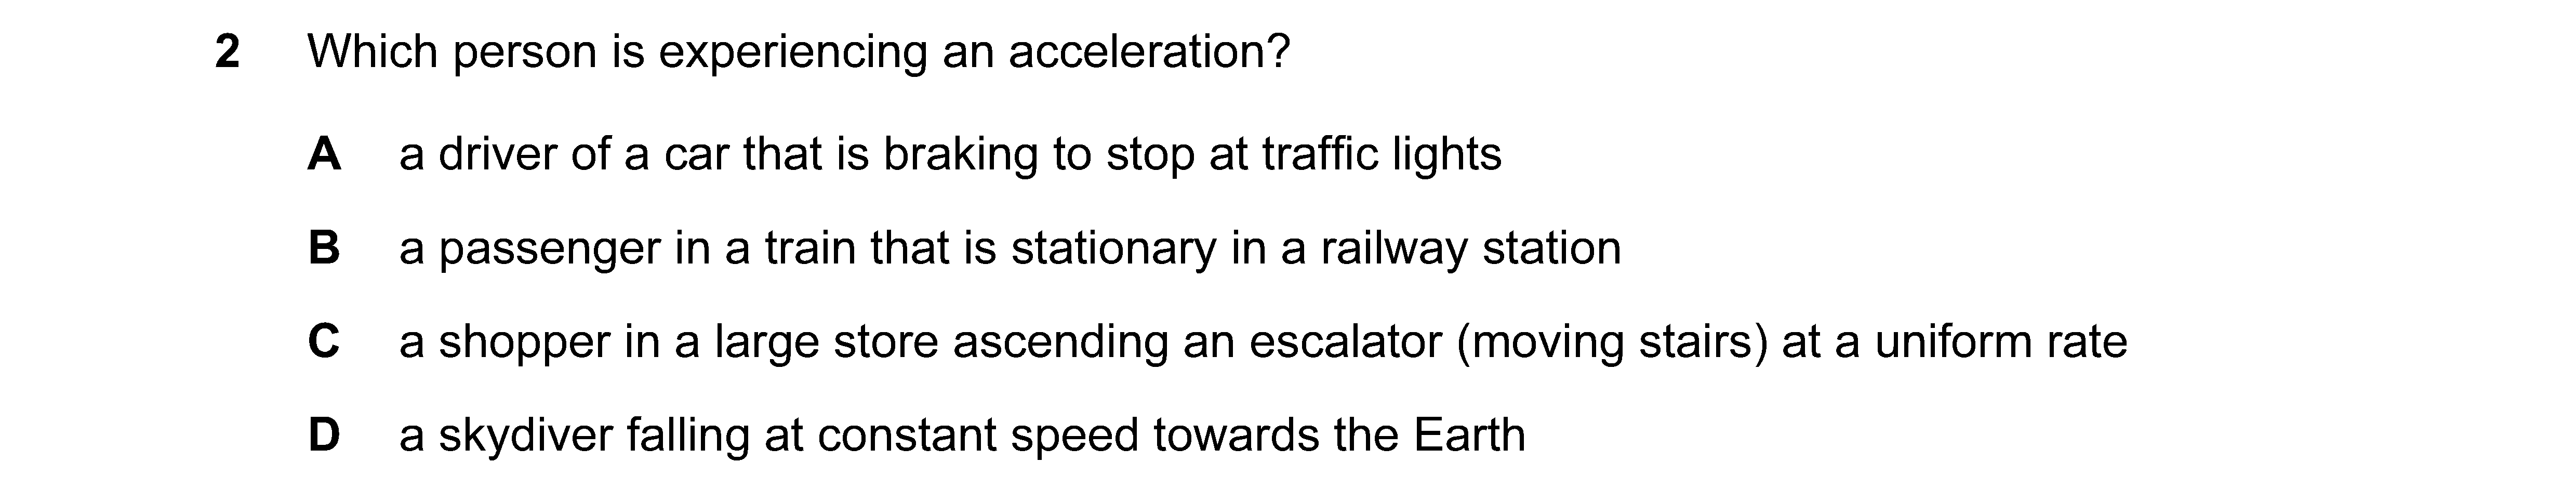 2 Which person is experiencing an acceleration?
A a driver of a car that is braking to stop at traffic lights
B a passenger in a train that is stationary in a railway station
C a shopper in a large store ascending an escalator (moving stairs) at a uniform rate
D a skydiver falling at constant speed towards the Earth